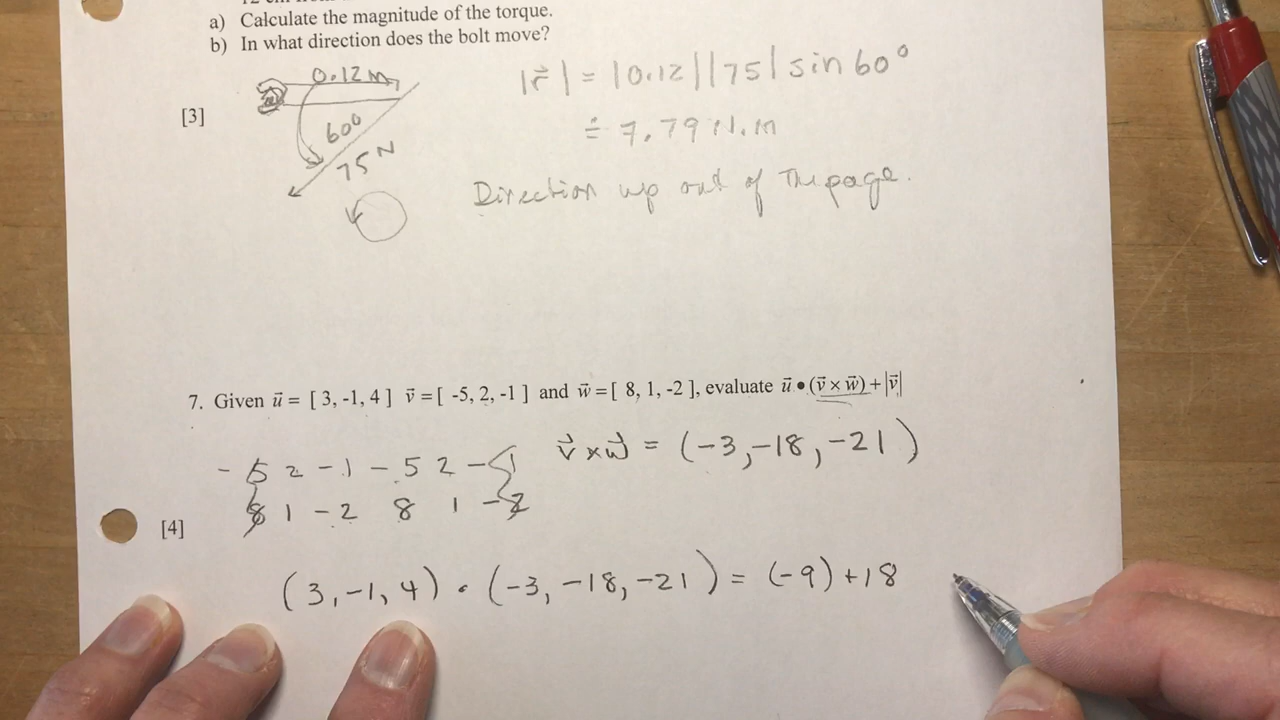 a) Calculate the magnitude of the torque.
b) In what direction does the bolt move?
0.12m
[3]
600
75 N
|r⃗| = |0.12||75| sin 60°
≐ 7.79 N.m
Direction up out of The page.
7. Given u⃗ = [ 3, -1, 4 ] v⃗ = [ -5, 2, -1 ] and w⃗ = [ 8, 1, -2 ], evaluate u⃗ • (v⃗ × w⃗) + |v⃗|
- 5 2 - 1 - 5 2 - 1
8 1 - 2 8 1 - 2
v⃗ × w⃗ = (-3, -18, -21 )
[4]
(3, -1, 4) • (-3, -18, -21 ) = (-9) + 18